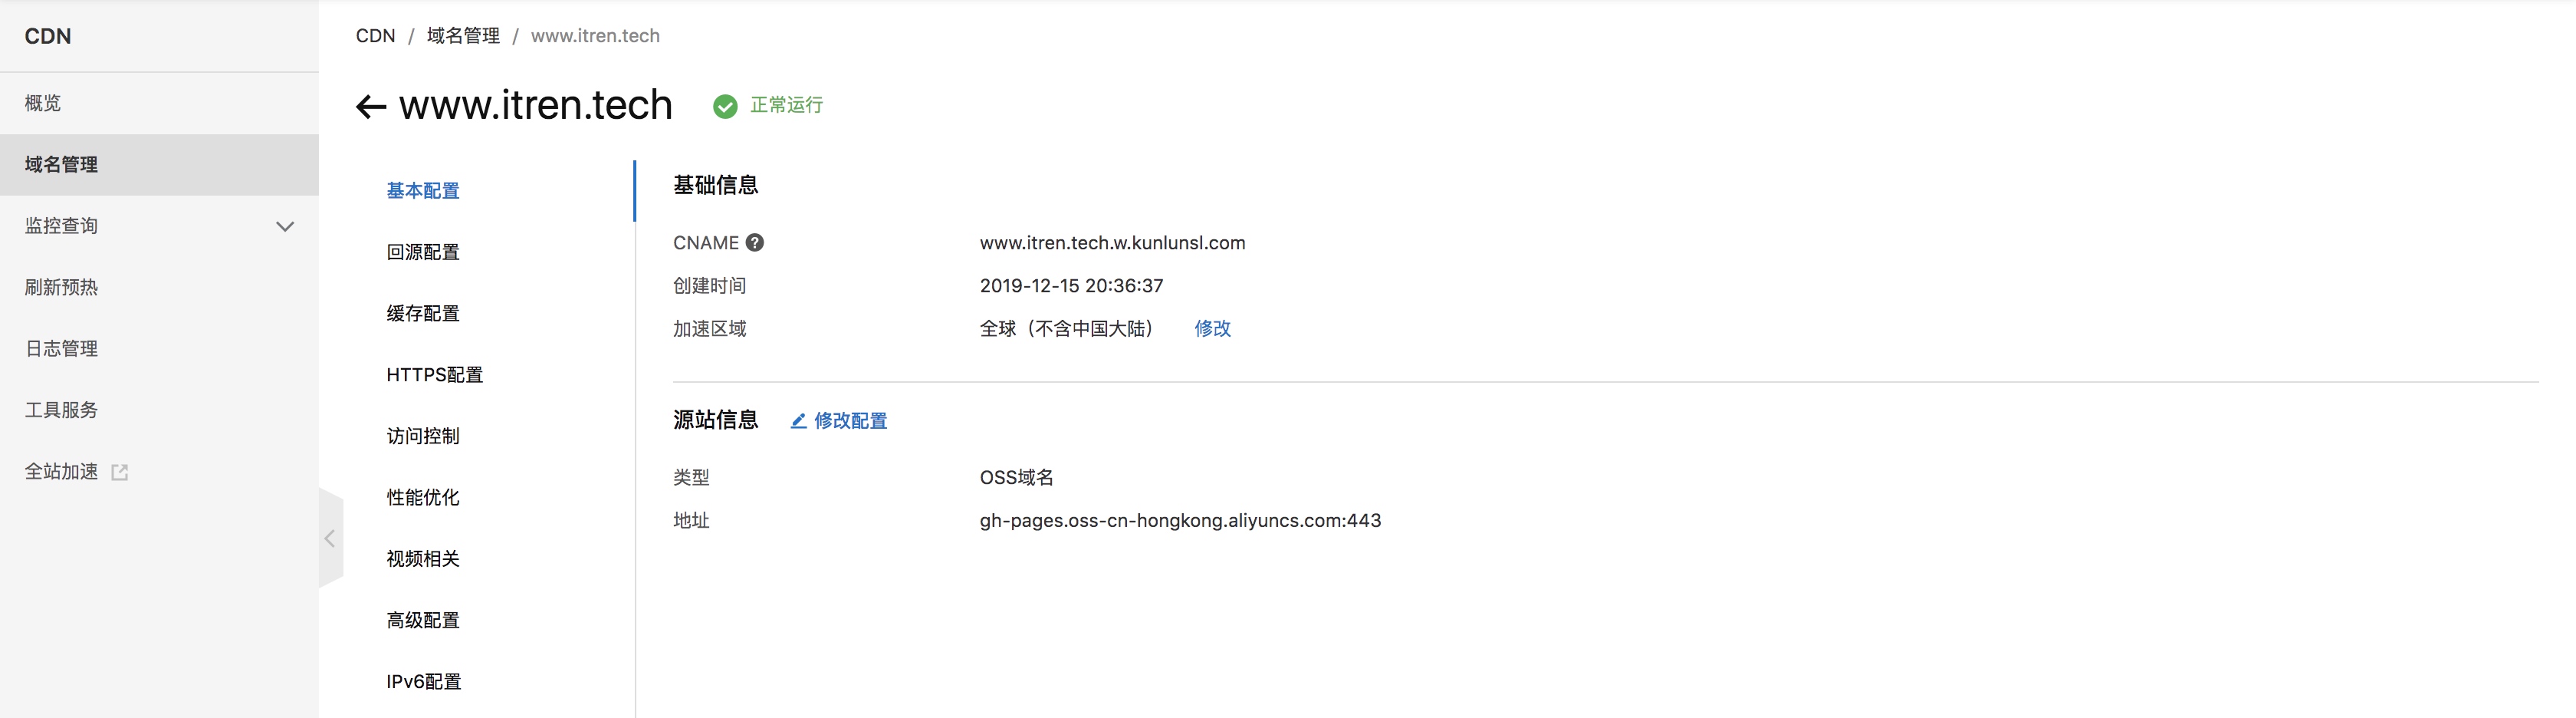 CDN
概览
域名管理
监控查询
刷新预热
日志管理
工具服务
全站加速
CDN / 域名管理 / www.itren.tech
www.itren.tech 正常运行
基本配置
回源配置
缓存配置
HTTPS配置
访问控制
性能优化
视频相关
高级配置
IPv6配置
基础信息
CNAME ? www.itren.tech.w.kunlunsl.com
创建时间 2019-12-15 20:36:37
加速区域 全球（不含中国大陆） 修改
源站信息 修改配置
类型 OSS域名
地址 gh-pages.oss-cn-hongkong.aliyuncs.com:443